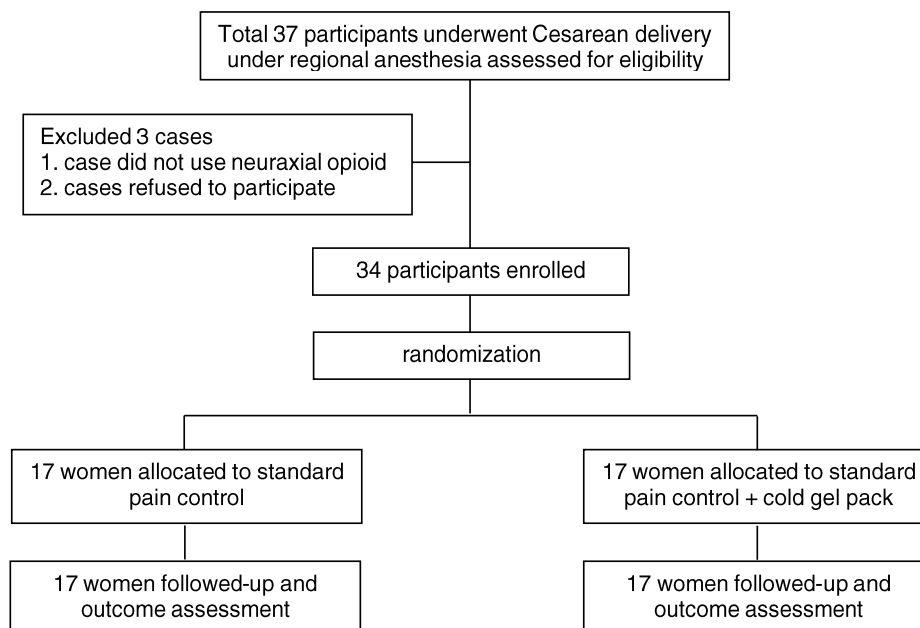 Total 37 participants underwent Cesarean delivery
under regional anesthesia assessed for eligibility
Excluded 3 cases
1. case did not use neuraxial opioid
2. cases refused to participate
34 participants enrolled
randomization
17 women allocated to standard
pain control
17 women allocated to standard
pain control + cold gel pack
17 women followed-up and
outcome assessment
17 women followed-up and
outcome assessment